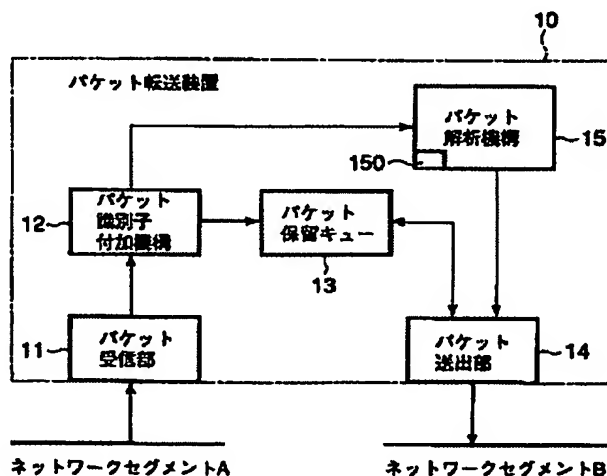 10
パケット転送装置
パケット
解析機構
15
150
12
パケット
識別子
付加機構
パケット
保留キュー
13
11
パケット
受信部
パケット
送出部
14
ネットワークセグメントA
ネットワークセグメントB